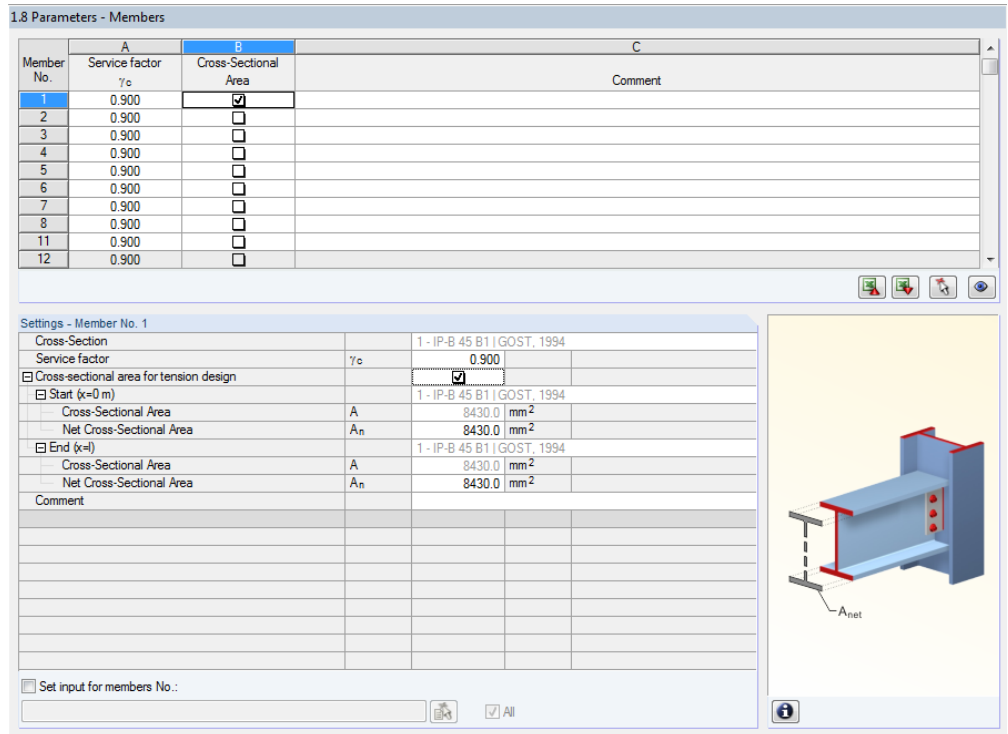 1.8 Parameters - Members
A B C
Member No. Service factor γc Cross-Sectional Area Comment
1 0.900
2 0.900
3 0.900
4 0.900
5 0.900
6 0.900
7 0.900
8 0.900
11 0.900
12 0.900
Settings - Member No. 1
Cross-Section 1 - IP-B 45 B1 | GOST, 1994
Service factor γc 0.900
Cross-sectional area for tension design
Start (x=0 m) 1 - IP-B 45 B1 | GOST, 1994
Cross-Sectional Area A 8430.0 mm2
Net Cross-Sectional Area An 8430.0 mm2
End (x=l) 1 - IP-B 45 B1 | GOST, 1994
Cross-Sectional Area A 8430.0 mm2
Net Cross-Sectional Area An 8430.0 mm2
Comment
Anet
Set input for members No.:
All